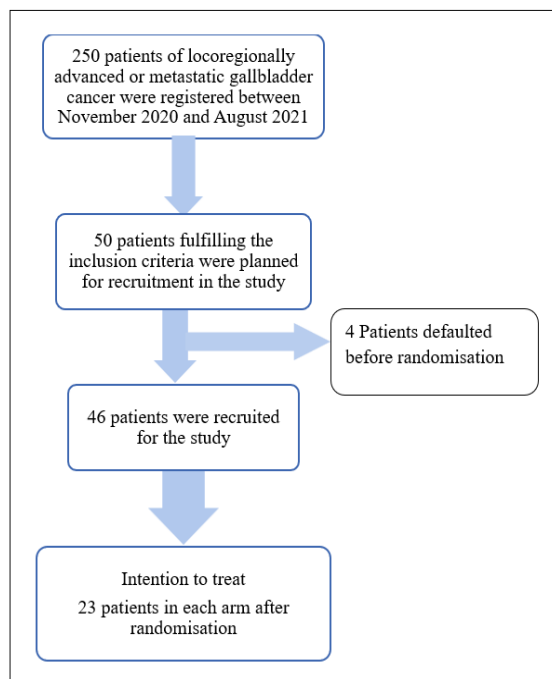 250 patients of locoregionally
advanced or metastatic gallbladder
cancer were registered between
November 2020 and August 2021
50 patients fulfilling the
inclusion criteria were planned
for recruitment in the study
4 Patients defaulted
before randomisation
46 patients were recruited
for the study
Intention to treat
23 patients in each arm after
randomisation